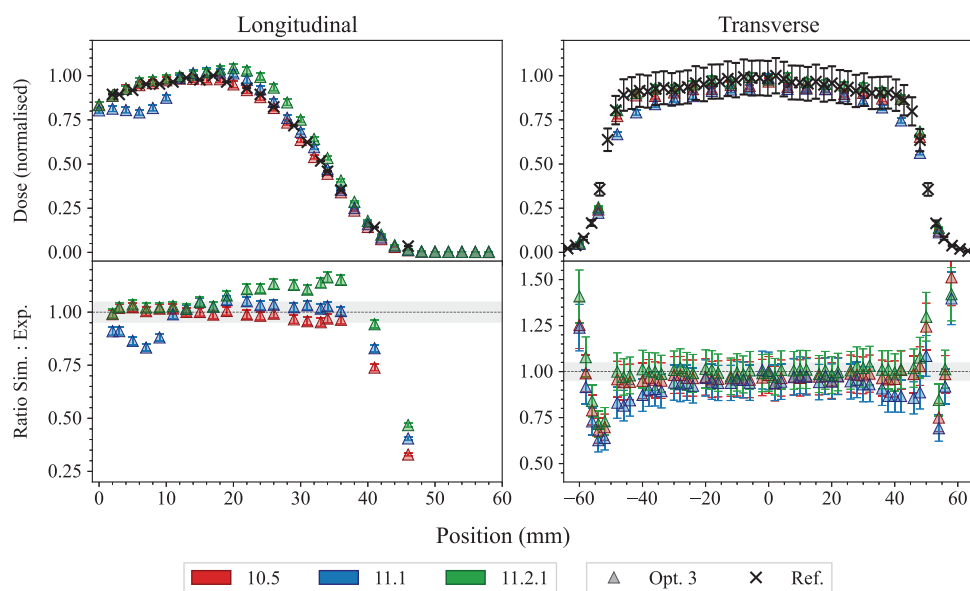 Longitudinal Transverse
Dose (normalised)
1.00 1.00
0.75 0.75
0.50 0.50
0.25 0.25
0.00 0.00
Ratio Sim. : Exp.
1.50
1.00 1.25
0.75 1.00
0.50 0.75
0.25 0.50
0 10 20 30 40 50 60 −60 −40 −20 0 20 40 60
Position (mm)
10.5 11.1 11.2.1 Opt. 3 Ref.